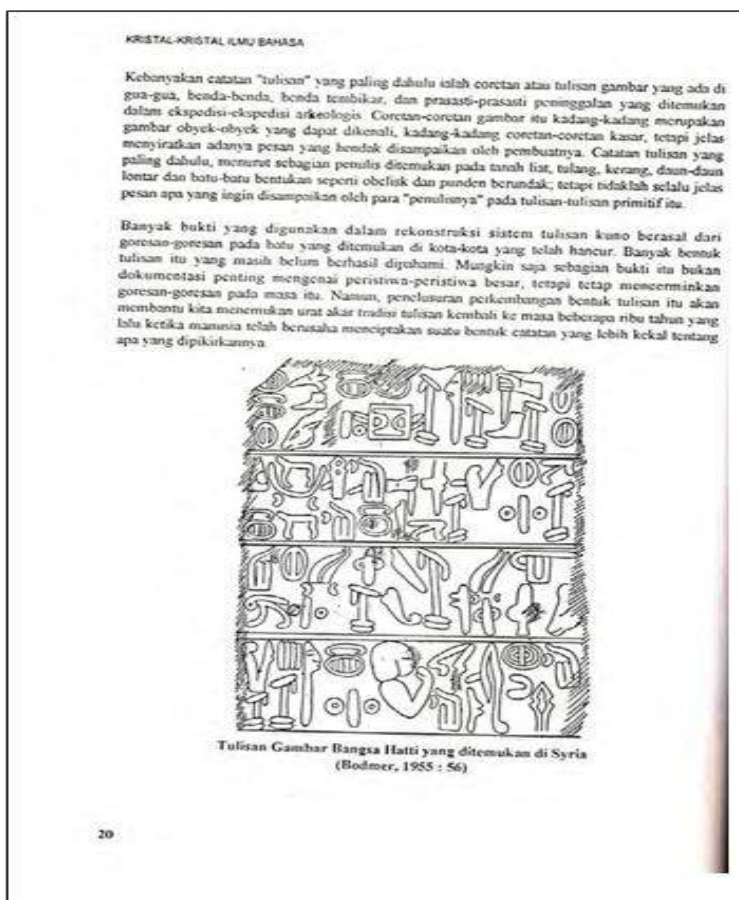 KRISTAL-KRISTAL ILMU BAHASA
Kebanyakan catatan "tulisan" yang paling dahulu ialah coretan atau tulisan gambar yang ada di
gua-gua, benda-benda, benda tembikar, dan prasasti-prasasti peninggalan yang ditemukan
dalam ekspedisi-ekspedisi arkeologis. Coretan-coretan gambar itu kadang-kadang merupakan
gambar obyek-obyek yang dapat dikenali, kadang-kadang coretan-coretan kasar, tetapi jelas
menyiratkan adanya pesan yang hendak disampaikan oleh pembuatnya. Catatan tulisan yang
paling dahulu, menurut sebagian penulis ditemukan pada tanah liat, tulang, kerang, daun-daun
lontar dan batu-batu bentukan seperti obelisk dan punden berundak; tetapi tidaklah selalu jelas
pesan apa yang ingin disampaikan oleh para "penulisnya" pada tulisan-tulisan primitif itu.
Banyak bukti yang digunakan dalam rekonstruksi sistem tulisan kuno berasal dari
goresan-goresan pada batu yang ditemukan di kota-kota yang telah hancur. Banyak bentuk
tulisan itu yang masih belum berhasil dipahami. Mungkin saja sebagian bukti itu bukan
dokumentasi penting mengenai peristiwa-peristiwa besar, tetapi tetap mencerminkan
goresan-goresan pada masa itu. Namun, penelusuran perkembangan bentuk tulisan itu akan
membantu kita menemukan urat akar tradisi tulisan kembali ke masa beberapa ribu tahun yang
lalu ketika manusia telah berusaha menciptakan suatu bentuk catatan yang lebih kekal tentang
apa yang dipikirkannya.
Tulisan Gambar Bangsa Hatti yang ditemukan di Syria
(Bodmer, 1955 : 56)
20